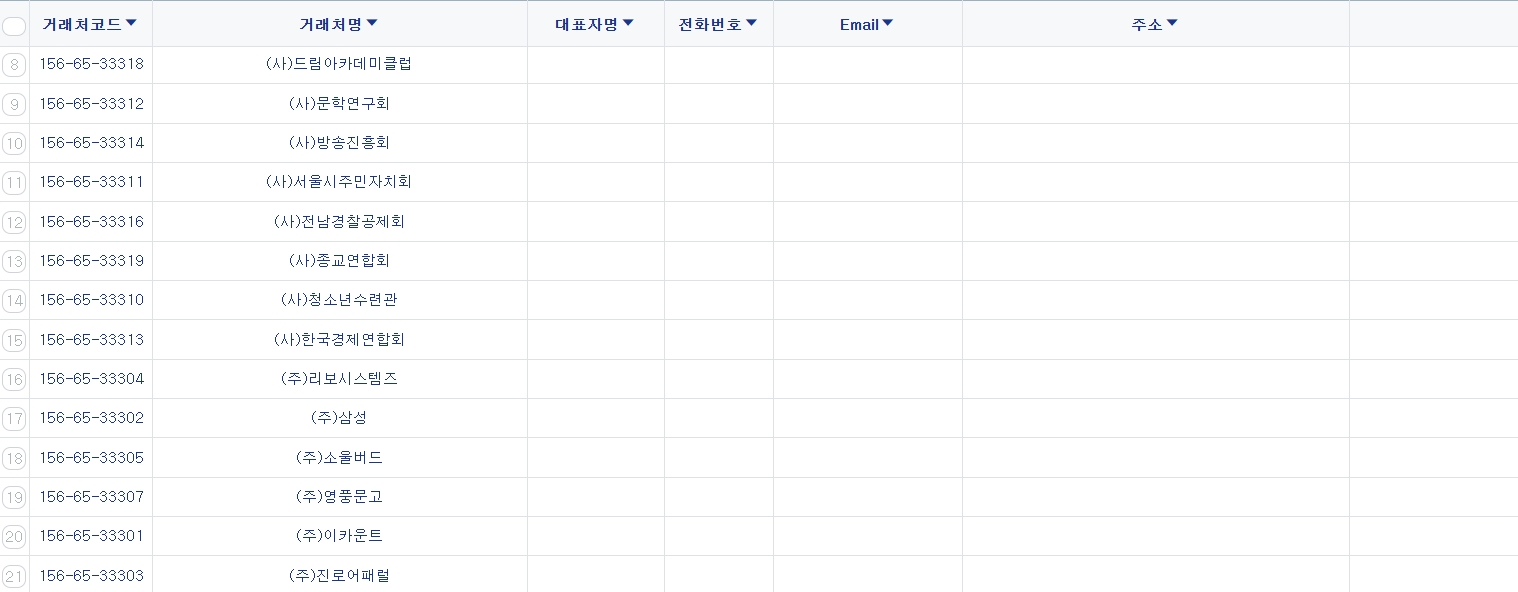 거래처코드▼ 거래처명▼ 대표자명▼ 전화번호▼ Email▼ 주소▼
8 156-65-33318 (사)드림아카데미클럽
9 156-65-33312 (사)문학연구회
10 156-65-33314 (사)방송진흥회
11 156-65-33311 (사)서울시주민자치회
12 156-65-33316 (사)전남경찰공제회
13 156-65-33319 (사)종교연합회
14 156-65-33310 (사)청소년수련관
15 156-65-33313 (사)한국경제연합회
16 156-65-33304 (주)리보시스템즈
17 156-65-33302 (주)삼성
18 156-65-33305 (주)소울버드
19 156-65-33307 (주)영풍문고
20 156-65-33301 (주)이카운트
21 156-65-33303 (주)진로어패럴